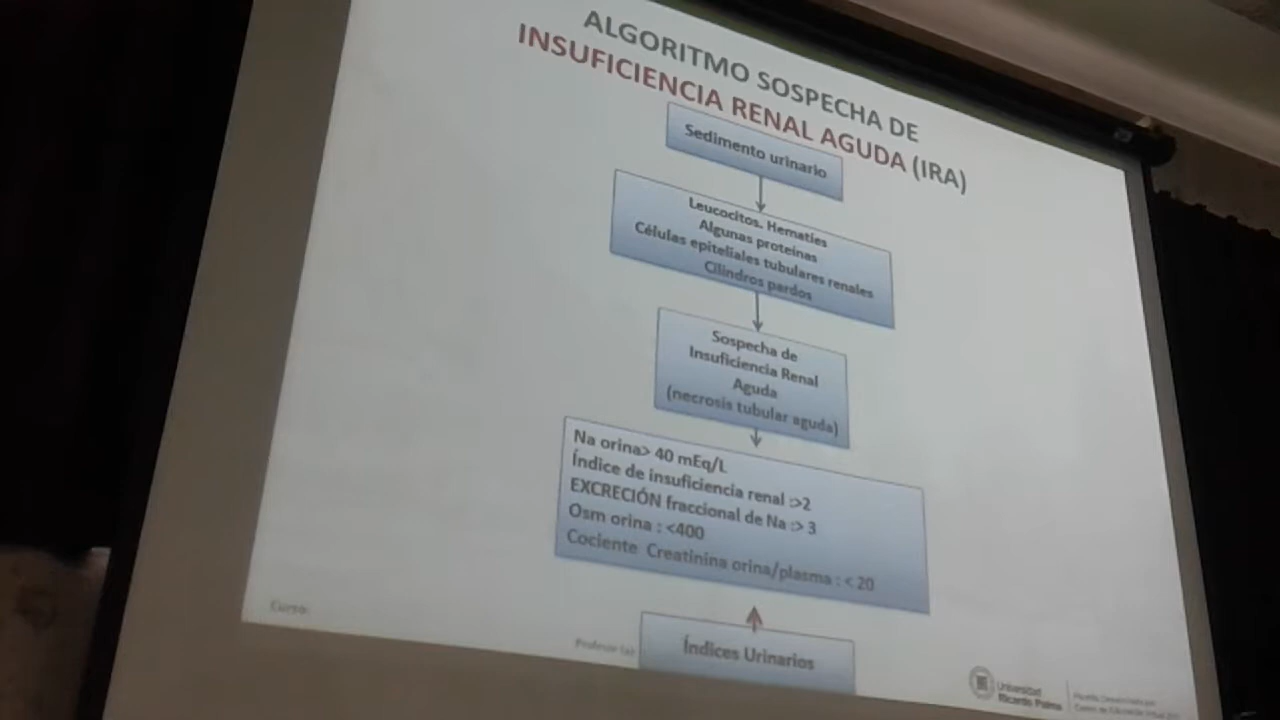 ALGORITMO SOSPECHA DE
INSUFICIENCIA RENAL AGUDA (IRA)
Sedimento urinario
Leucocitos. Hematíes
Algunas proteínas
Células epiteliales tubulares renales
Cilindros pardos
Sospecha de
Insuficiencia Renal
Aguda
(necrosis tubular aguda)
Na orina> 40 mEq/L
Índice de insuficiencia renal :>2
EXCRECIÓN fraccional de Na :> 3
Osm orina : <400
Cociente Creatinina orina/plasma : < 20
Índices Urinarios
Curso:
Profesor (a):
Universidad
Ricardo Palma